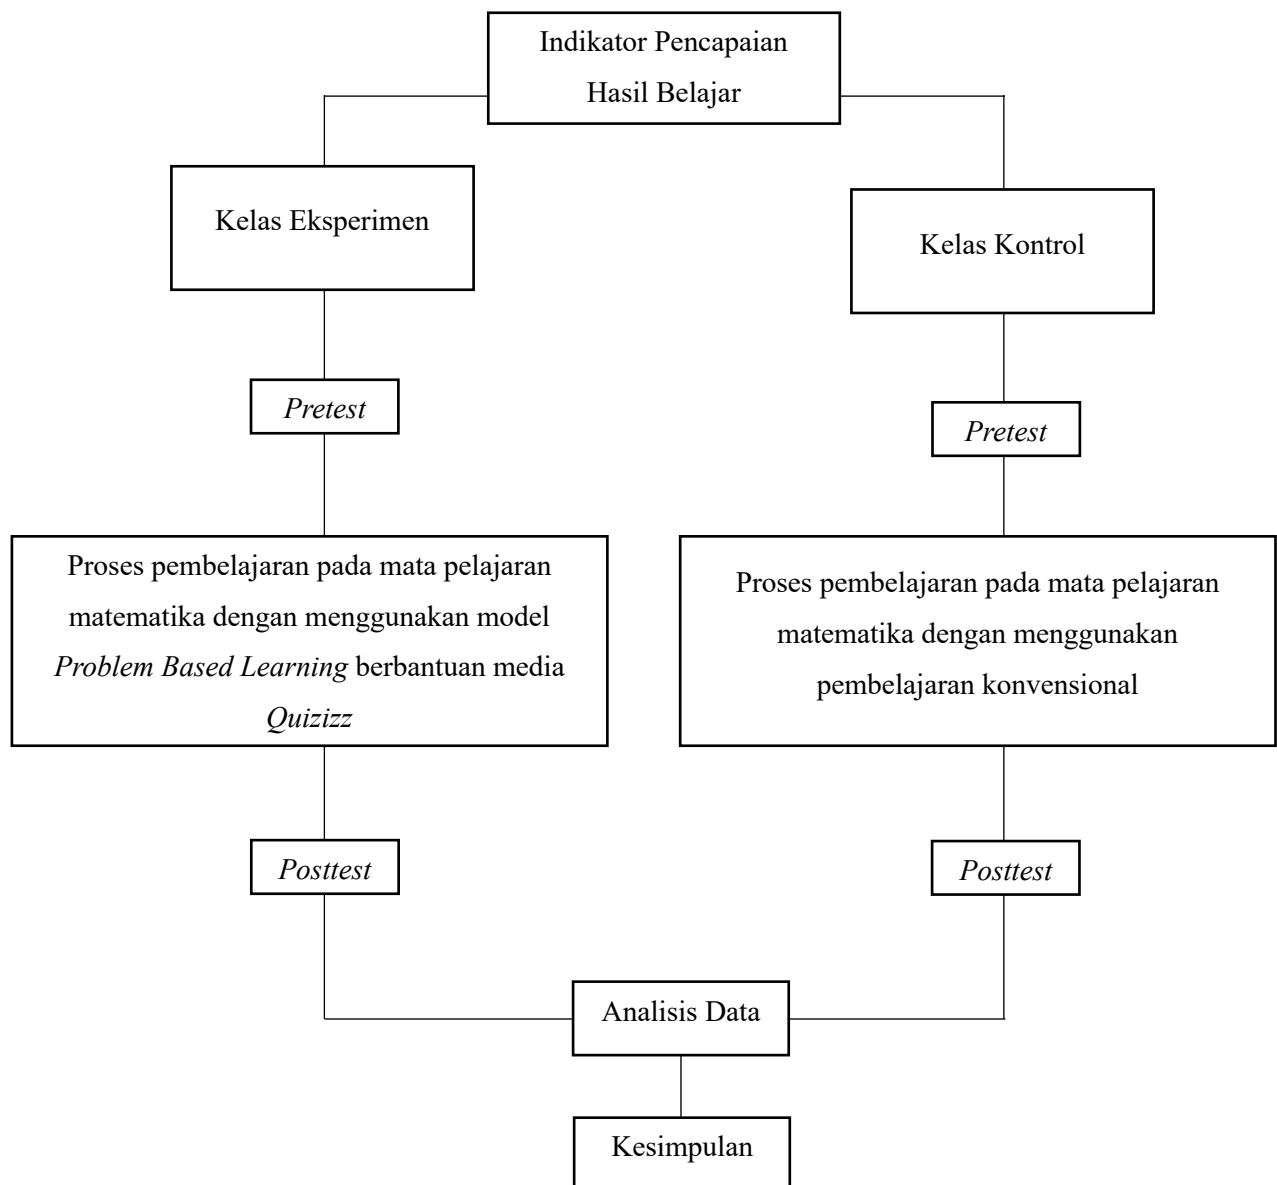 Indikator Pencapaian
Hasil Belajar
Kelas Eksperimen
Kelas Kontrol
Pretest
Pretest
Proses pembelajaran pada mata pelajaran
matematika dengan menggunakan model
Problem Based Learning berbantuan media
Quizizz
Proses pembelajaran pada mata pelajaran
matematika dengan menggunakan
pembelajaran konvensional
Posttest
Posttest
Analisis Data
Kesimpulan